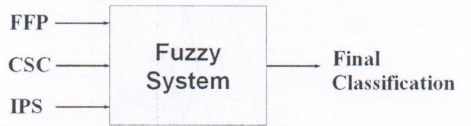 FFP
CSC
IPS
Fuzzy
System
Final
Classification